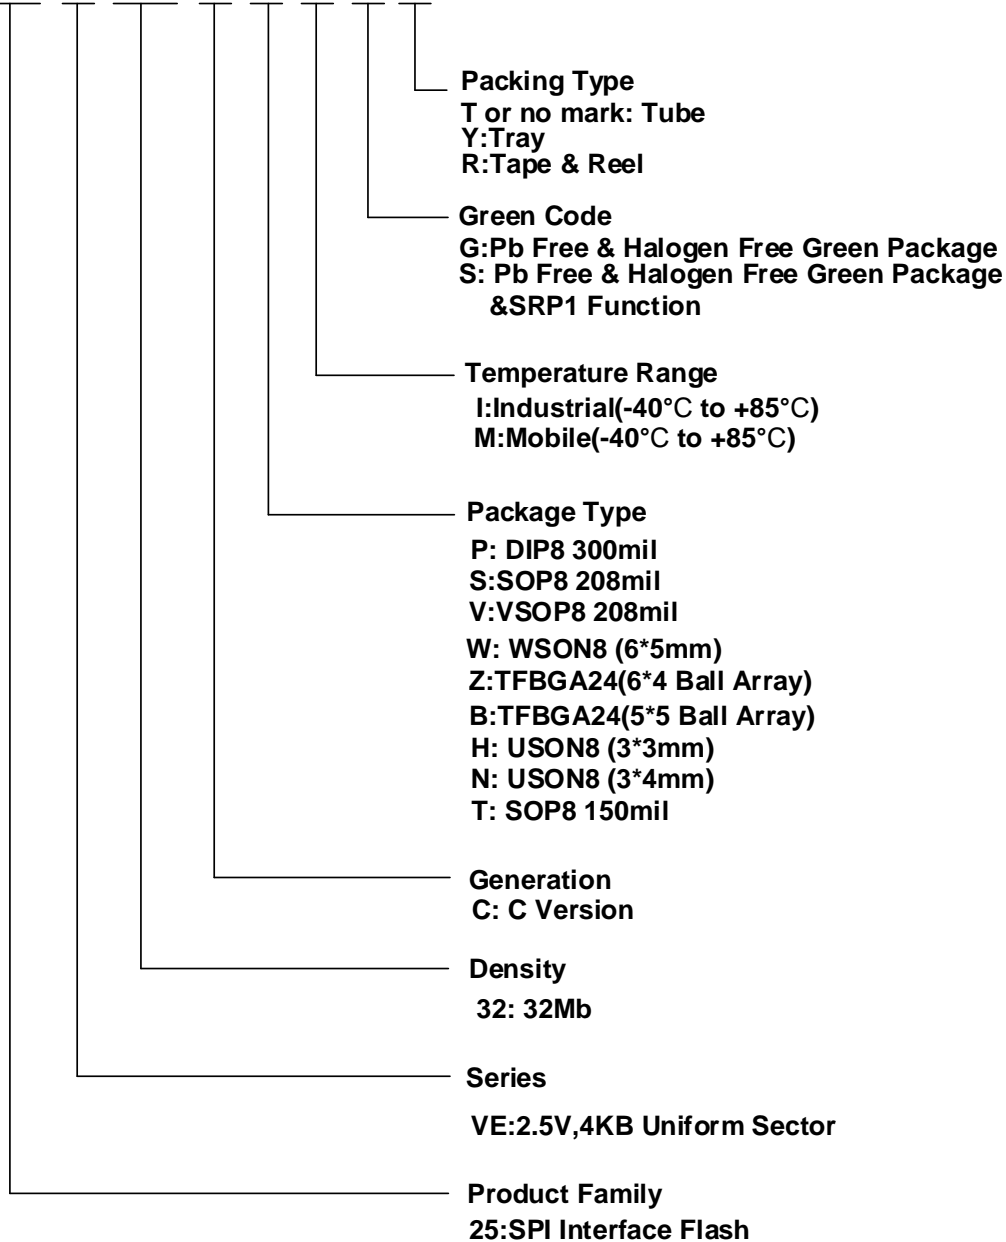 Packing Type
T or no mark: Tube
Y:Tray
R:Tape & Reel
Green Code
G:Pb Free & Halogen Free Green Package
S: Pb Free & Halogen Free Green Package
&SRP1 Function
Temperature Range
I:Industrial(-40°C to +85°C)
M:Mobile(-40°C to +85°C)
Package Type
P: DIP8 300mil
S:SOP8 208mil
V:VSOP8 208mil
W: WSON8 (6*5mm)
Z:TFBGA24(6*4 Ball Array)
B:TFBGA24(5*5 Ball Array)
H: USON8 (3*3mm)
N: USON8 (3*4mm)
T: SOP8 150mil
Generation
C: C Version
Density
32: 32Mb
Series
VE:2.5V,4KB Uniform Sector
Product Family
25:SPI Interface Flash